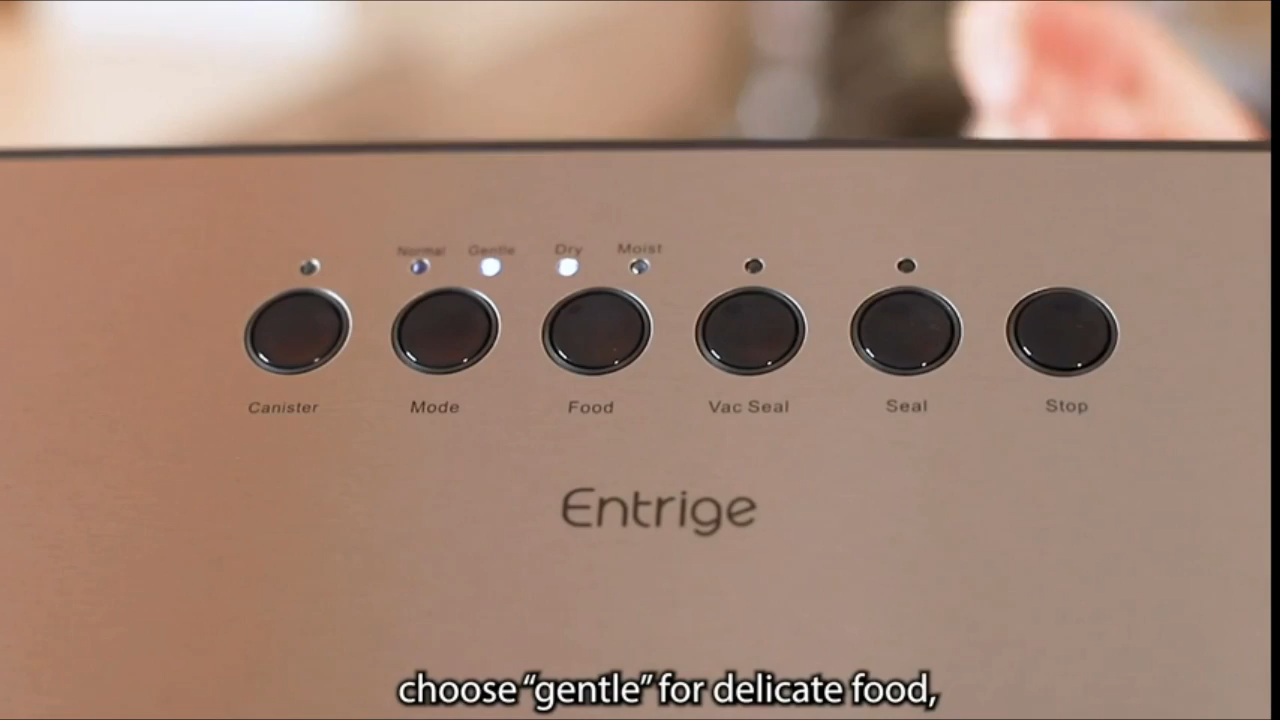 Normal Gentle Dry Moist
Canister Mode Food Vac Seal Seal Stop
Entrige
choose “gentle” for delicate food,